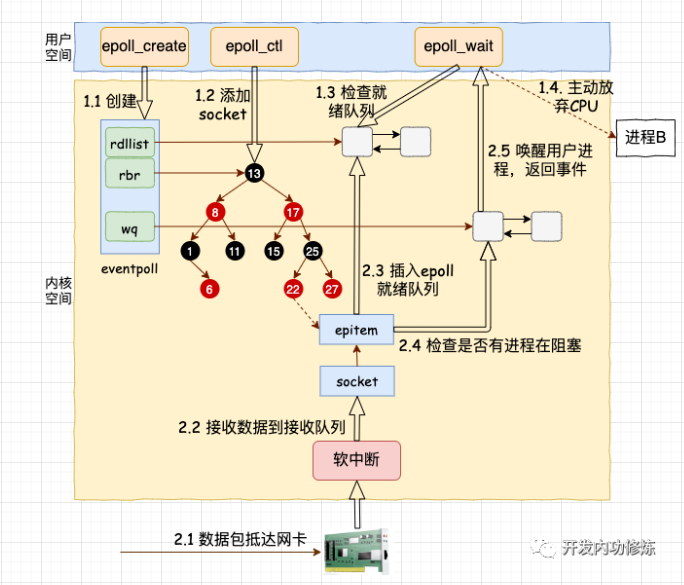 用户
空间
epoll_create
epoll_ctl
epoll_wait
1.1 创建
1.2 添加
socket
1.3 检查就
绪队列
1.4. 主动放
弃CPU
进程B
rdllist
rbr
wq
eventpoll
13
8
17
1
11
15
25
6
22
27
2.5 唤醒用户进
程，返回事件
2.3 插入epoll
就绪队列
内核
空间
epitem
2.4 检查是否有进程在阻塞
socket
2.2 接收数据到接收队列
软中断
2.1 数据包抵达网卡
开发内功修炼